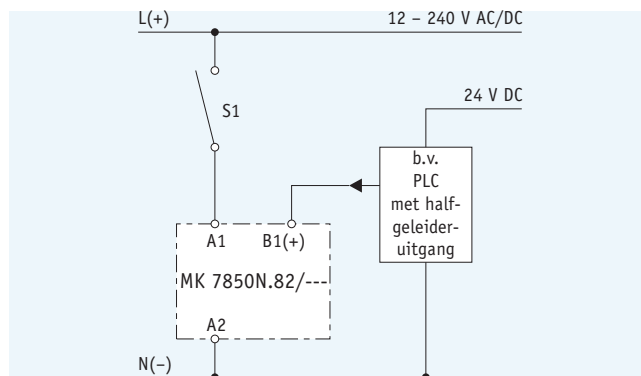 L(+)
12 – 240 V AC/DC
S1
24 V DC
b.v.
PLC
met half-
geleider-
uitgang
A1
B1(+)
MK 7850N.82/---
A2
N(–)